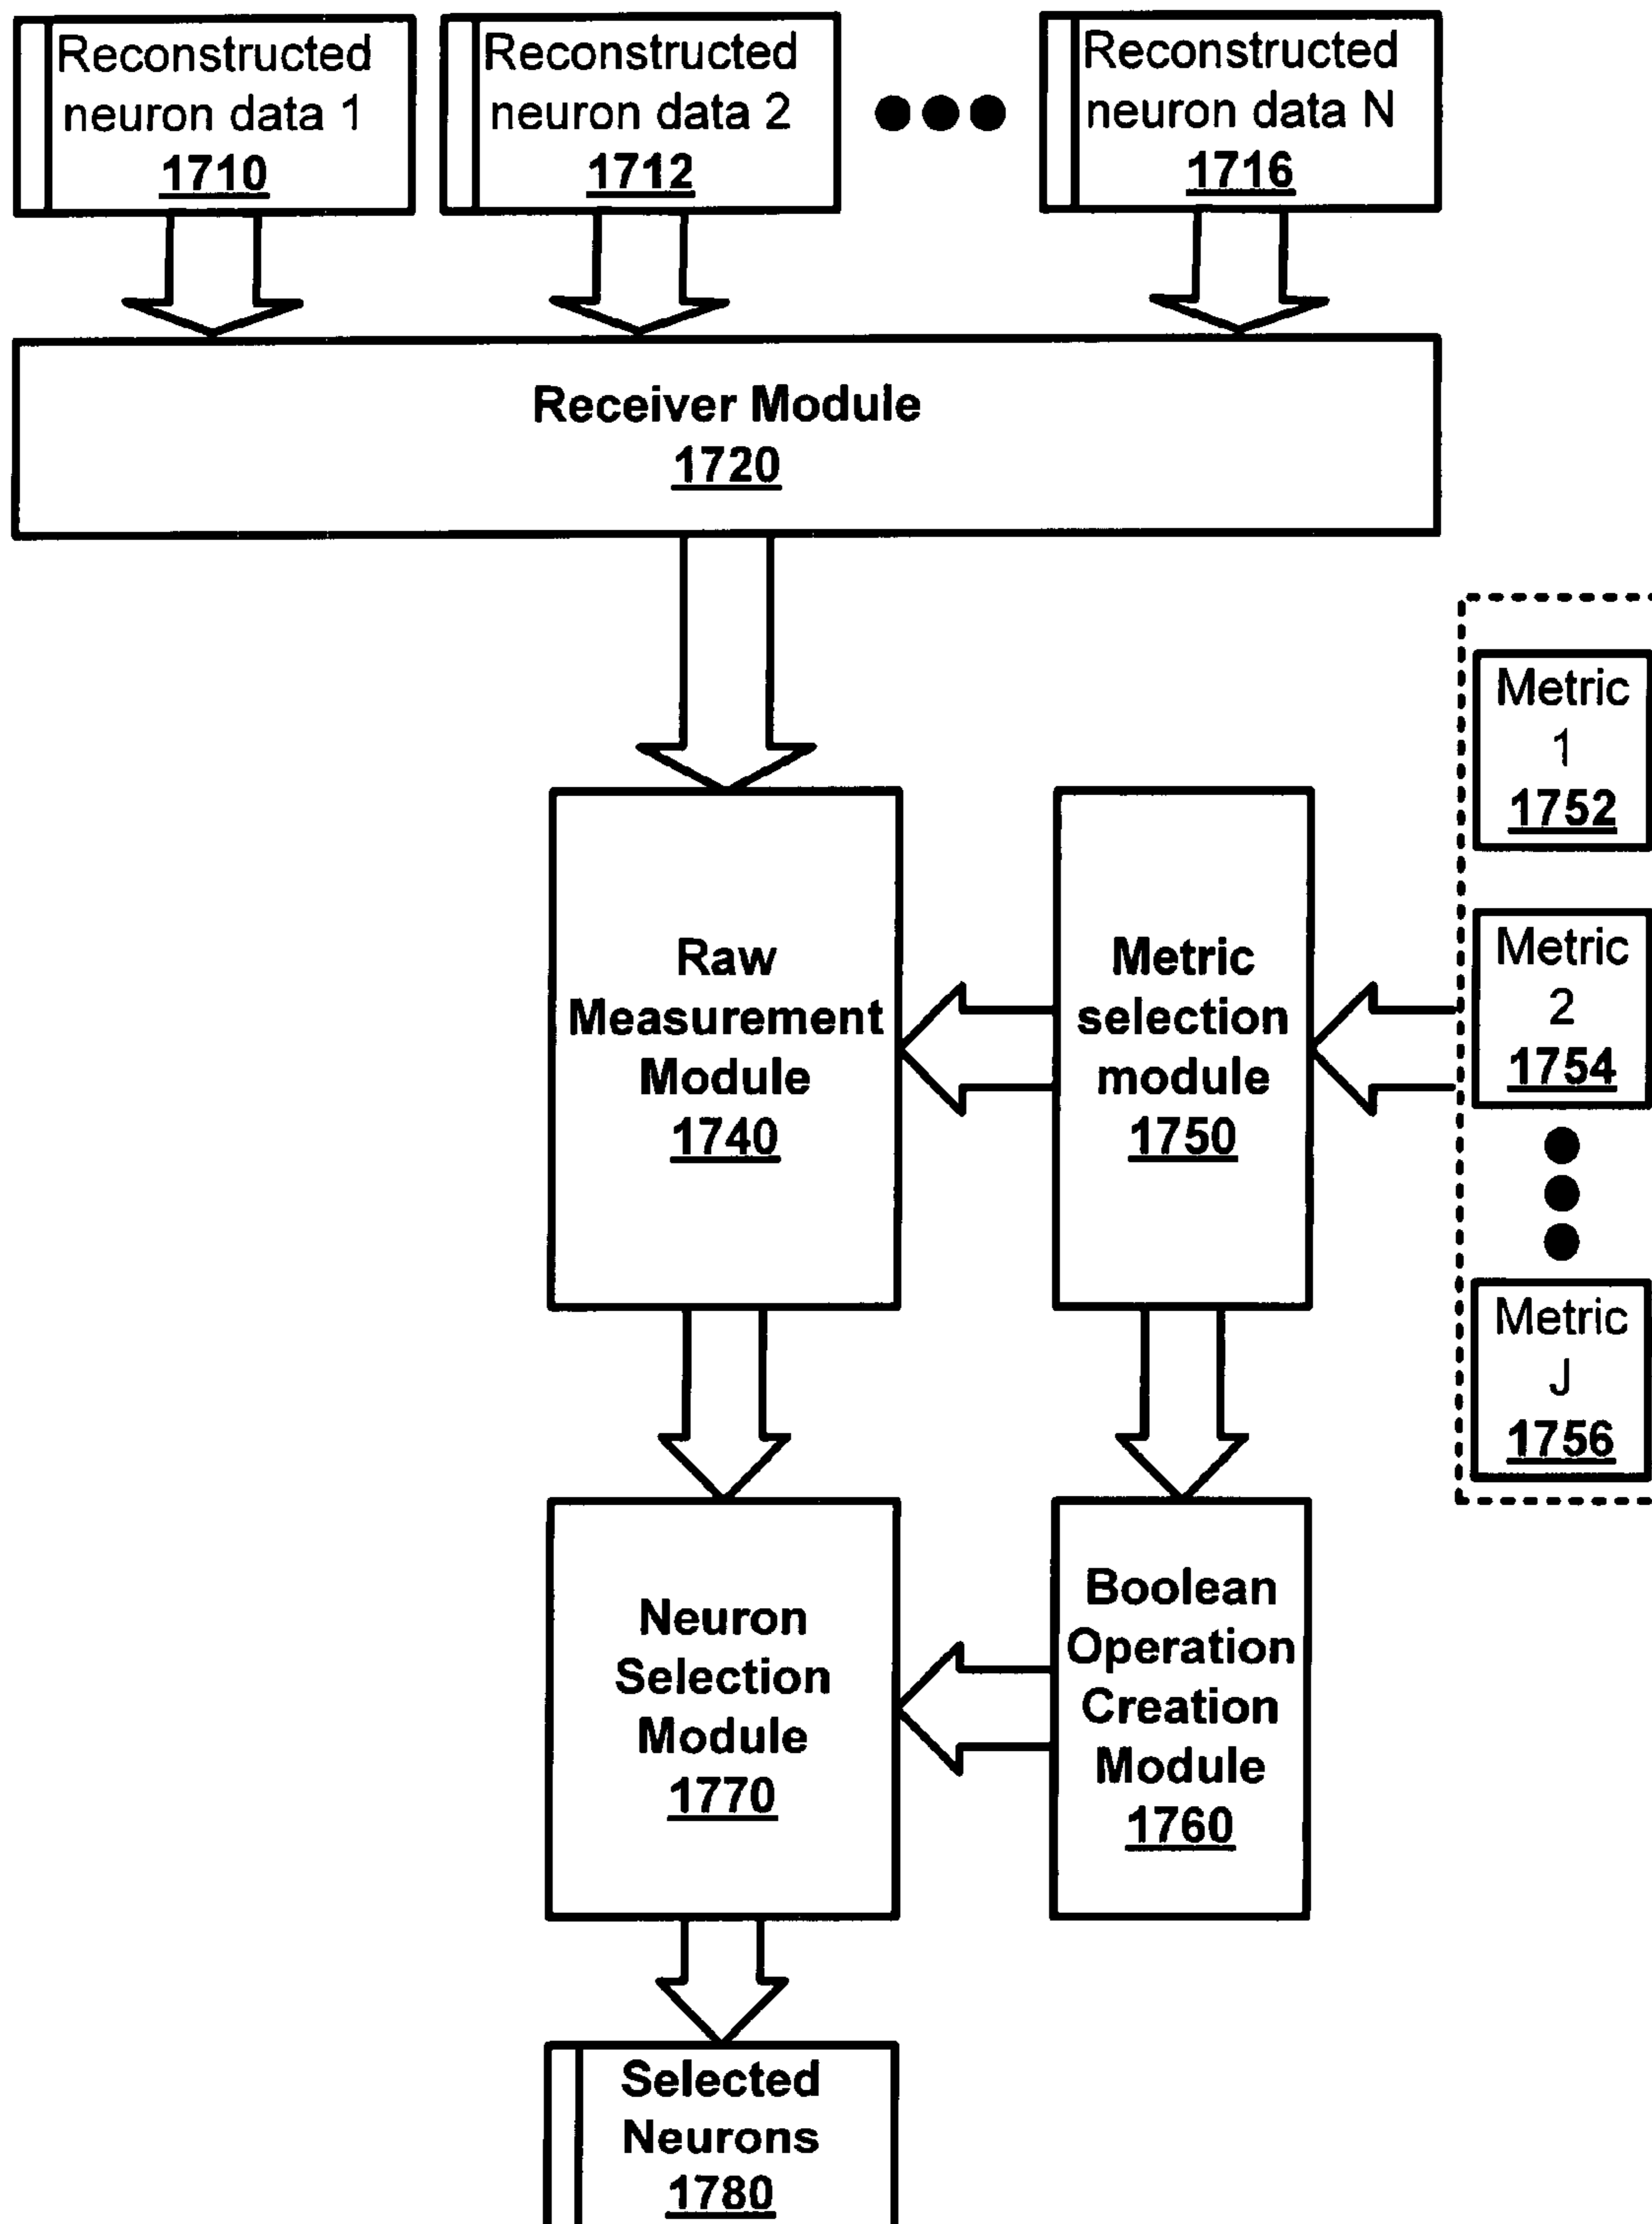 Reconstructed
neuron data 1
1710
Reconstructed
neuron data 2
1712
Reconstructed
neuron data N
1716
Receiver Module
1720
Metric
1
1752
Raw
Measurement
Module
1740
Metric
selection
module
1750
Metric
2
1754
Metric
J
1756
Neuron
Selection
Module
1770
Boolean
Operation
Creation
Module
1760
Selected
Neurons
1780